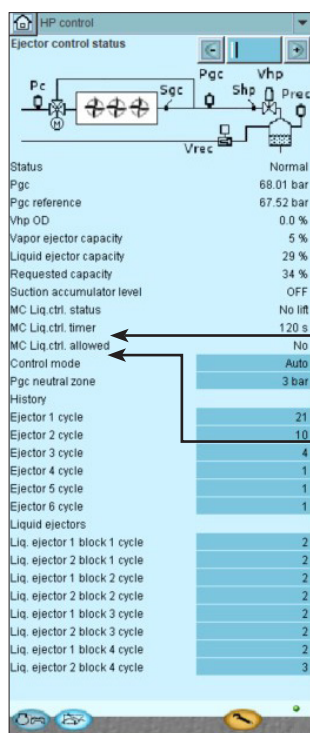 HP control
Ejector control status
Pc
Sgc
Pgc
Shp
Vhp
Prec
M
Vrec
Status Normal
Pgc 68.01 bar
Pgc reference 67.52 bar
Vhp OD 0.0 %
Vapor ejector capacity 5 %
Liquid ejector capacity 29 %
Requested capacity 34 %
Suction accumulator level OFF
MC Liq.ctrl. status No lift
MC Liq.ctrl. timer 120 s
MC Liq.ctrl. allowed No
Control mode Auto
Pgc neutral zone 3 bar
History
Ejector 1 cycle 21
Ejector 2 cycle 10
Ejector 3 cycle 4
Ejector 4 cycle 1
Ejector 5 cycle 1
Ejector 6 cycle 1
Liquid ejectors
Liq. ejector 1 block 1 cycle 2
Liq. ejector 2 block 1 cycle 2
Liq. ejector 1 block 2 cycle 2
Liq. ejector 2 block 2 cycle 2
Liq. ejector 1 block 3 cycle 2
Liq. ejector 2 block 3 cycle 2
Liq. ejector 1 block 4 cycle 2
Liq. ejector 2 block 4 cycle 3